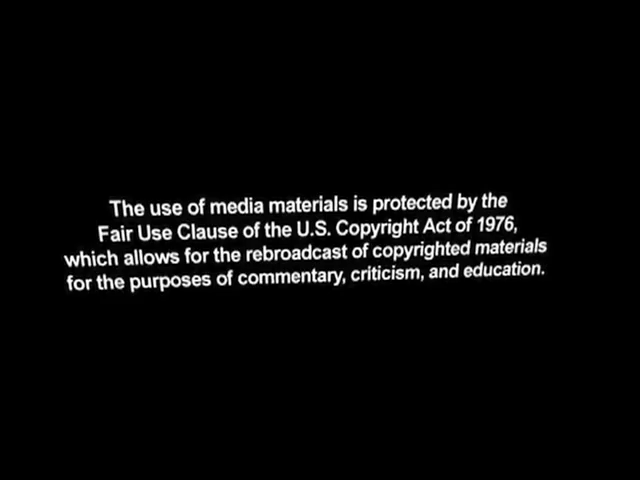 The use of media materials is protected by the
Fair Use Clause of the U.S. Copyright Act of 1976,
which allows for the rebroadcast of copyrighted materials
for the purposes of commentary, criticism, and education.